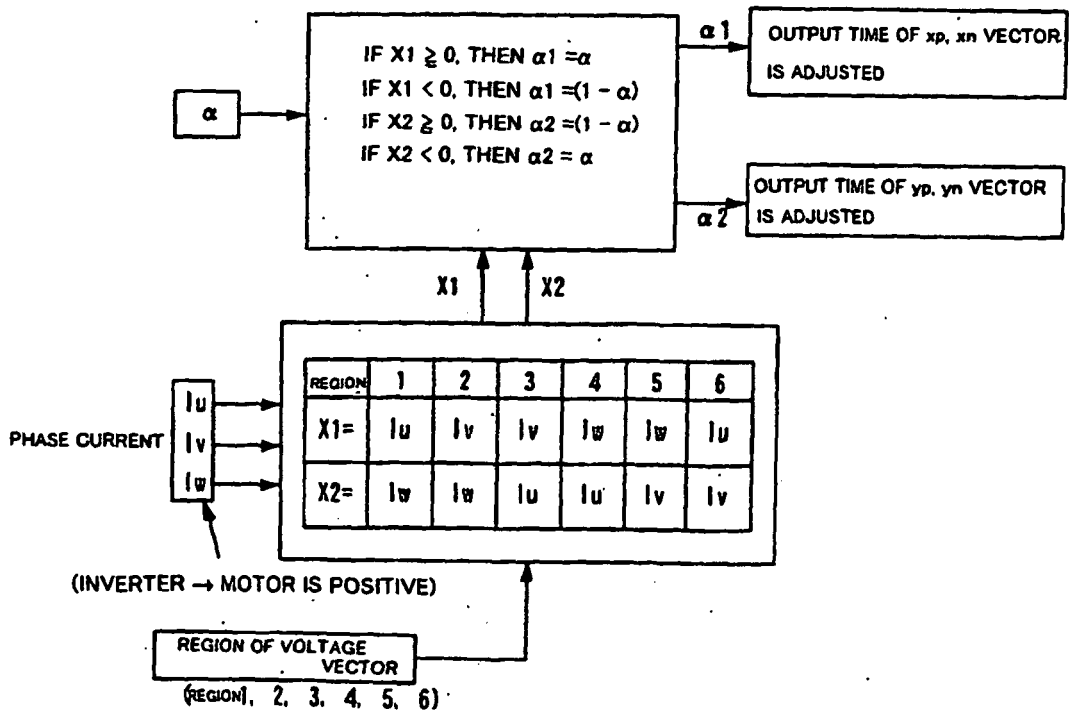 IF X1 ≧ 0, THEN α1 =α
IF X1 < 0, THEN α1 =(1 - α)
IF X2 ≧ 0, THEN α2 =(1 - α)
IF X2 < 0, THEN α2 = α
α
α1
OUTPUT TIME OF xp, xn VECTOR
IS ADJUSTED
α2
OUTPUT TIME OF yp, yn VECTOR
IS ADJUSTED
X1 X2
REGION 1 2 3 4 5 6
X1= Iu Iv Iv Iw Iw Iu
X2= Iw Iw Iu Iu Iv Iv
PHASE CURRENT
Iu
Iv
Iw
(INVERTER → MOTOR IS POSITIVE)
REGION OF VOLTAGE
VECTOR
(REGION1, 2, 3, 4, 5, 6)